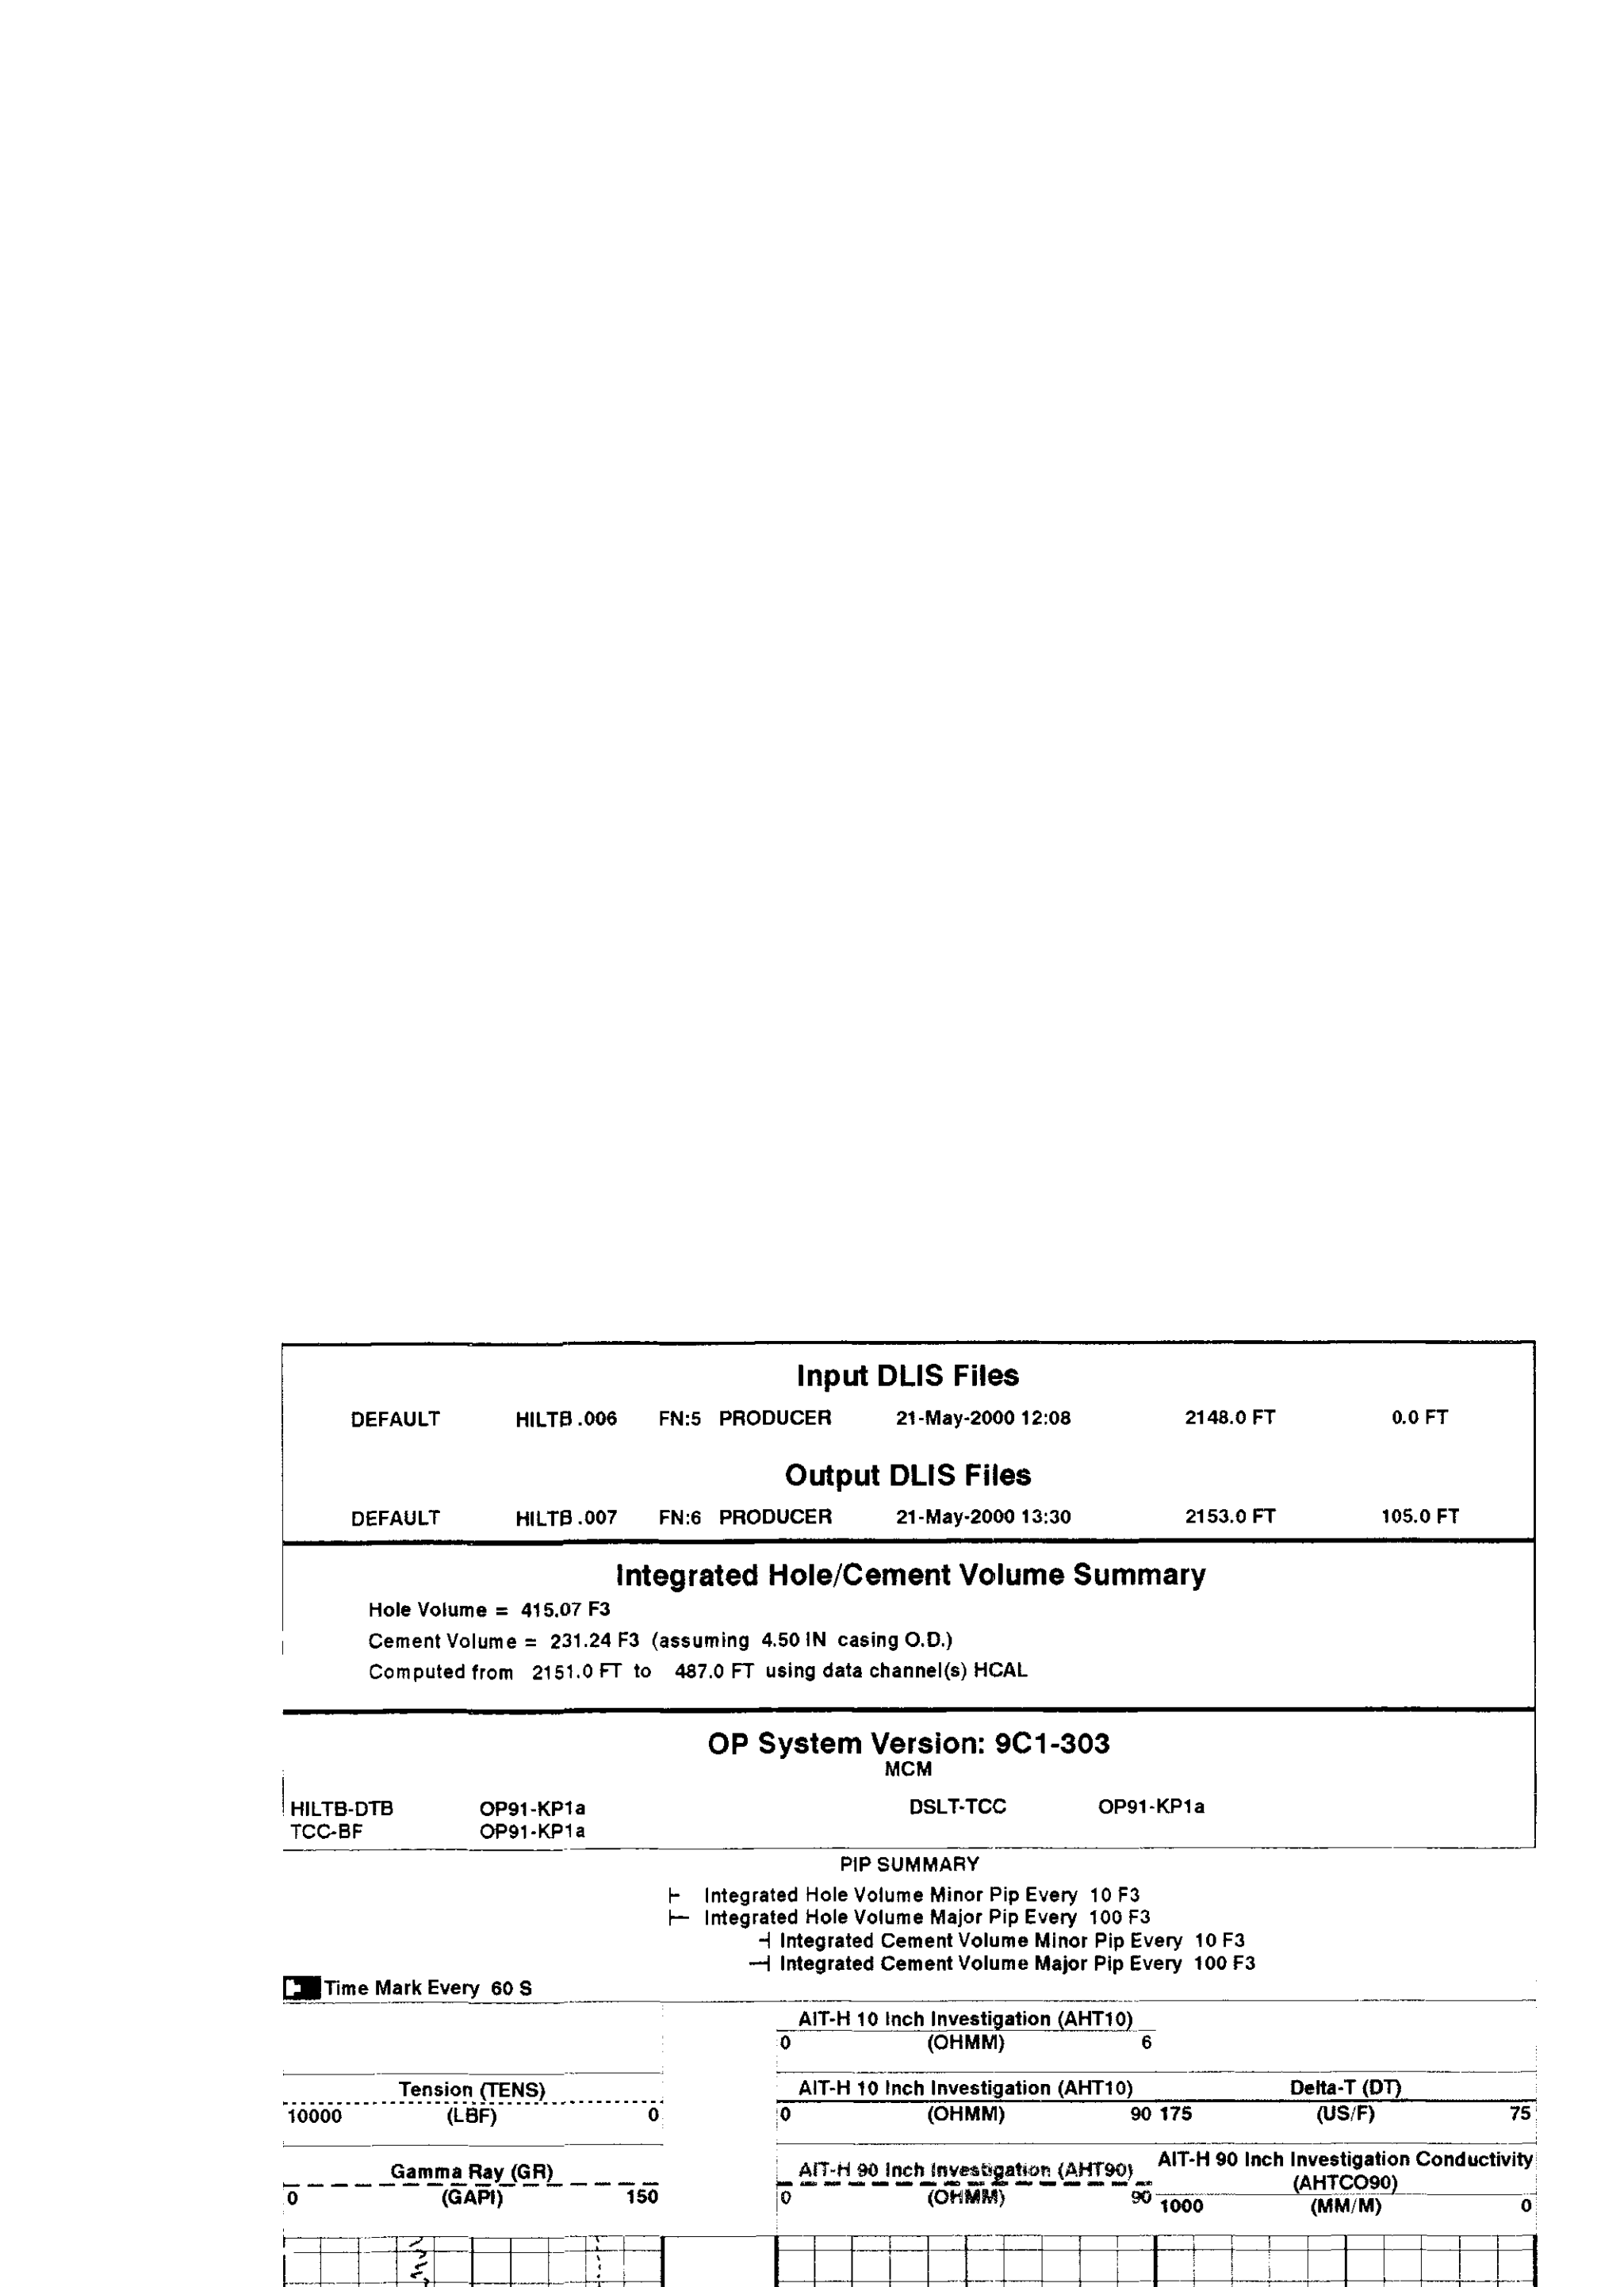 Input DLIS Files
DEFAULT HILTB .006 FN:5 PRODUCER 21-May-2000 12:08 2148.0 FT 0.0 FT
Output DLIS Files
DEFAULT HILTB .007 FN:6 PRODUCER 21-May-2000 13:30 2153.0 FT 105.0 FT
Integrated Hole/Cement Volume Summary
Hole Volume = 415.07 F3
Cement Volume = 231.24 F3 (assuming 4.50 IN casing O.D.)
Computed from 2151.0 FT to 487.0 FT using data channel(s) HCAL
OP System Version: 9C1-303
MCM
HILTB-DTB OP91-KP1a DSLT-TCC OP91-KP1a
TCC-BF OP91-KP1a
PIP SUMMARY
Integrated Hole Volume Minor Pip Every 10 F3
Integrated Hole Volume Major Pip Every 100 F3
Integrated Cement Volume Minor Pip Every 10 F3
Integrated Cement Volume Major Pip Every 100 F3
Time Mark Every 60 S
AIT-H 10 Inch Investigation (AHT10)
0 (OHMM) 6
Tension (TENS) AIT-H 10 Inch Investigation (AHT10) Delta-T (DT)
10000 (LBF) 0 0 (OHMM) 90 175 (US/F) 75
Gamma Ray (GR) AIT-H 90 Inch Investigation (AHT90) AIT-H 90 Inch Investigation Conductivity
(AHTCO90)
0 (GAPI) 150 0 (OHMM) 90 1000 (MM/M) 0